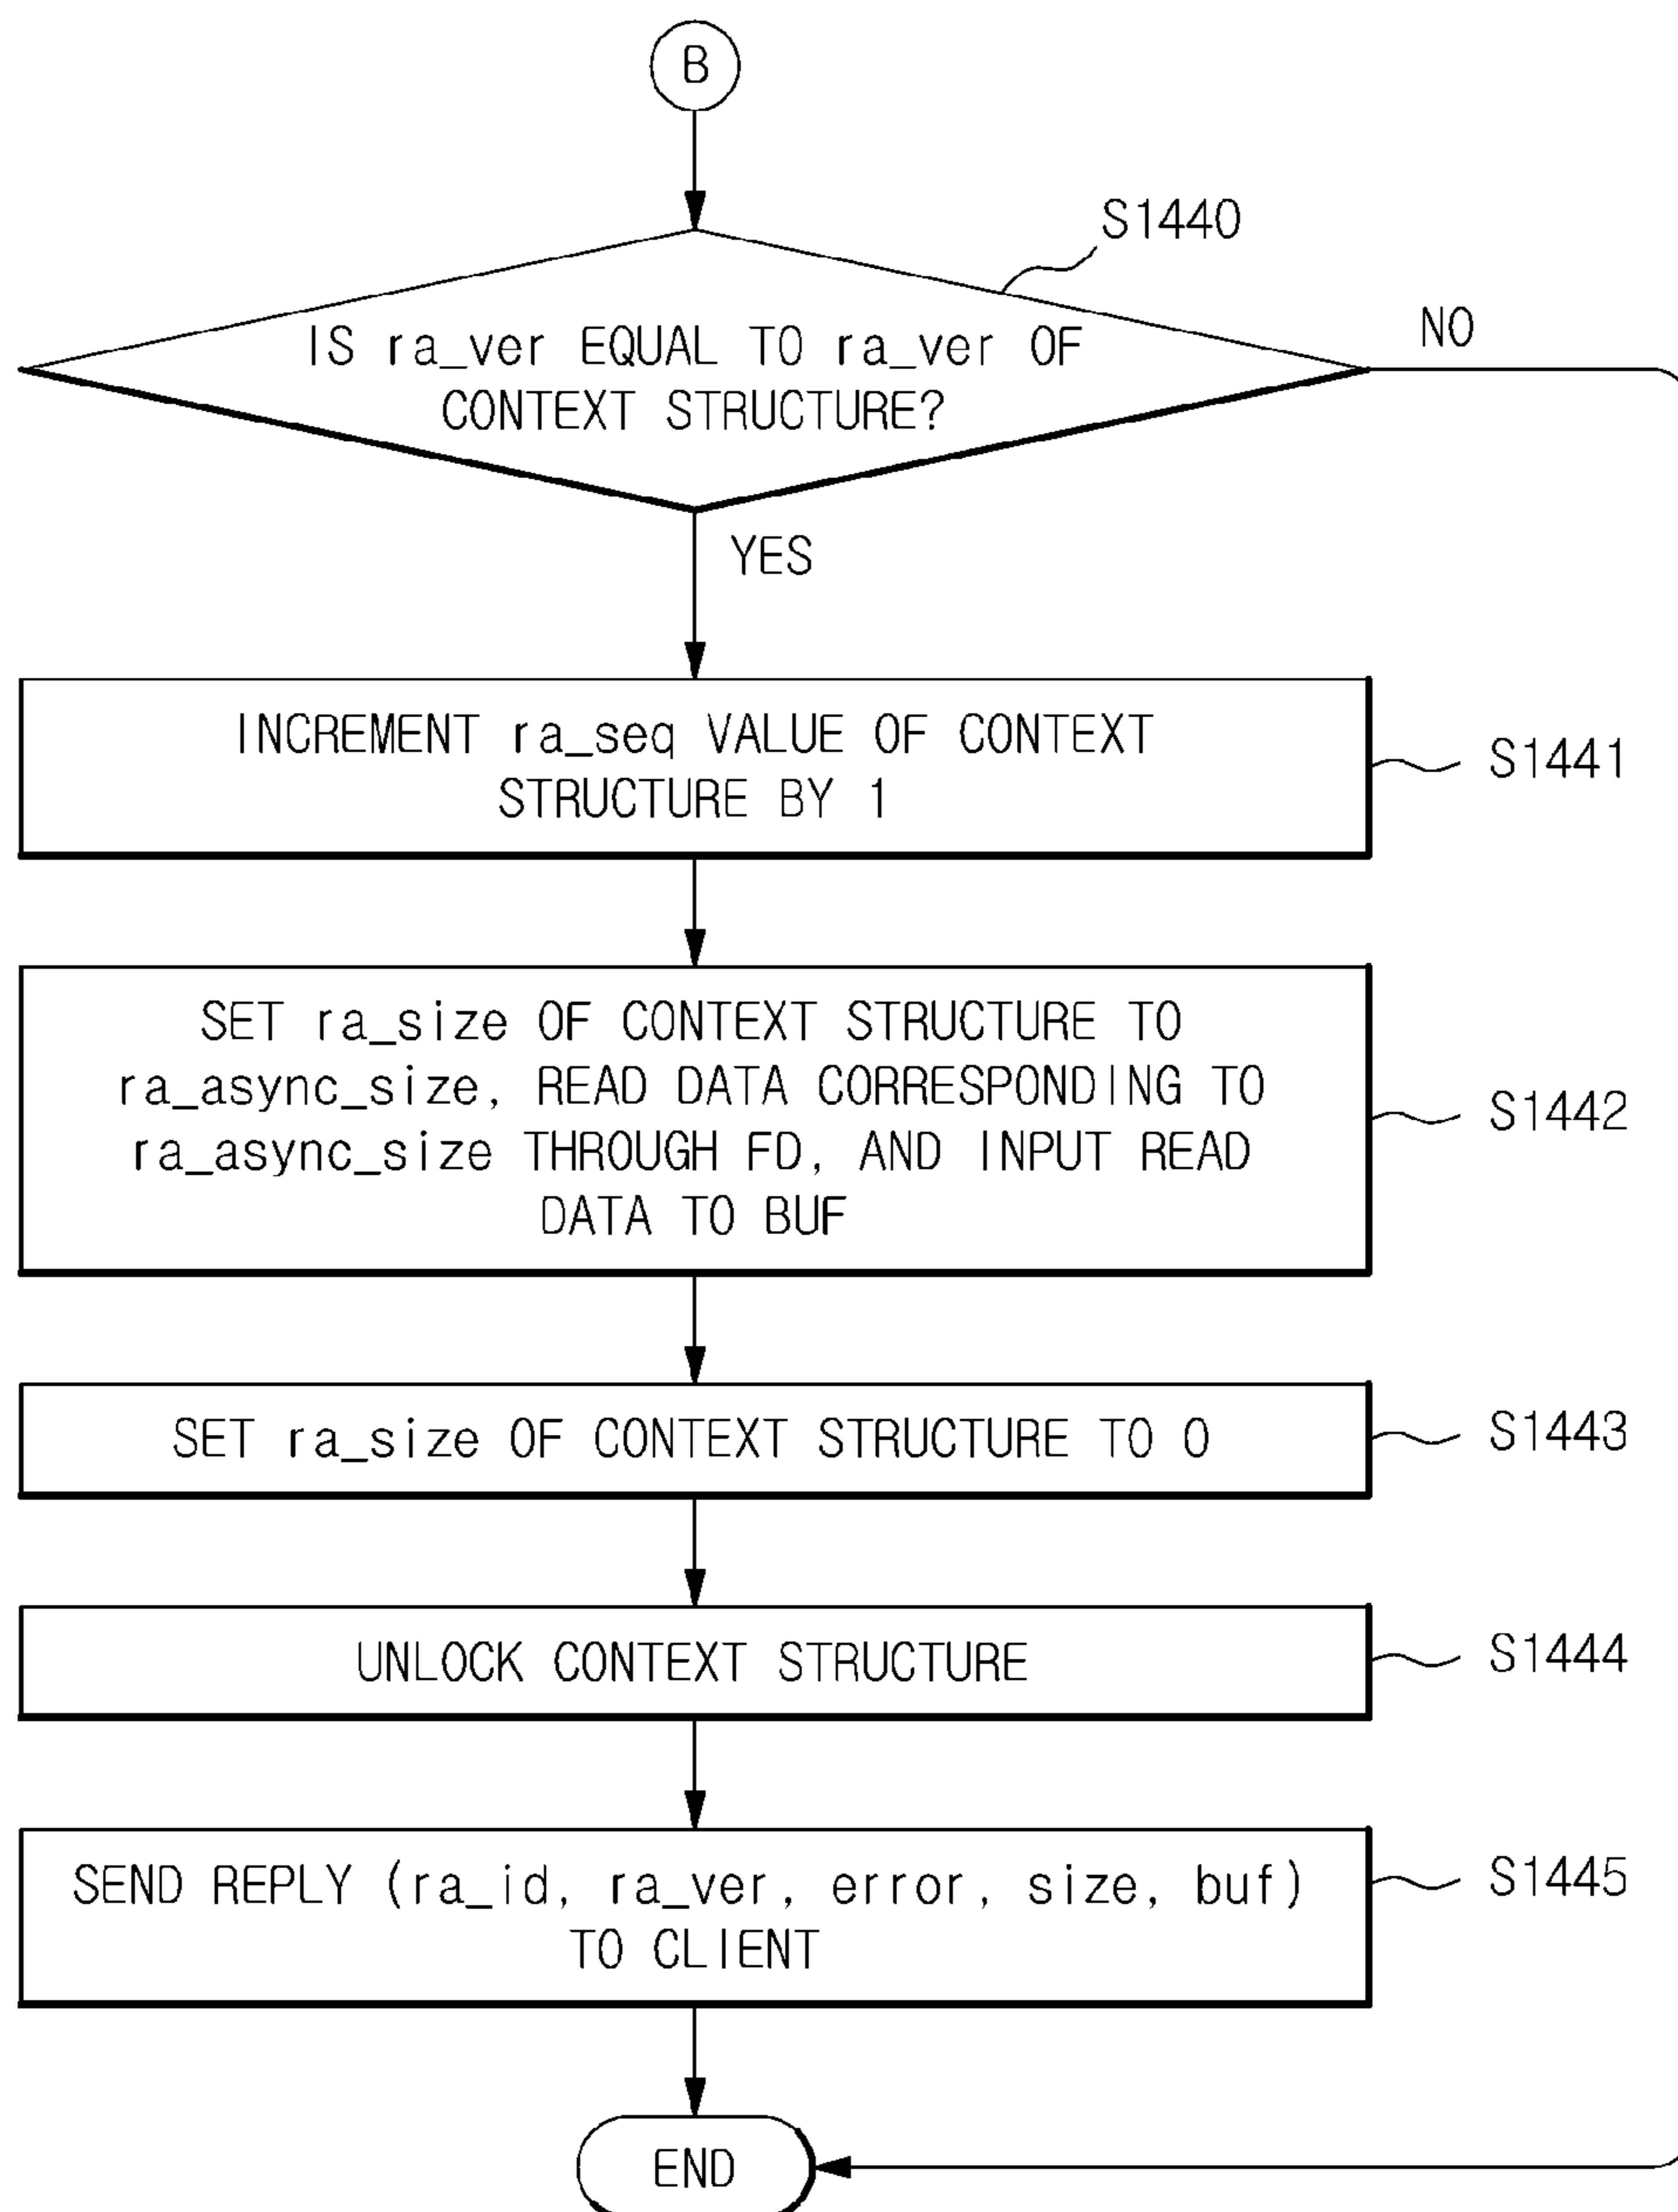 B
S1440
IS ra_ver EQUAL TO ra_ver OF
CONTEXT STRUCTURE?
NO
YES
INCREMENT ra_seq VALUE OF CONTEXT
STRUCTURE BY 1
S1441
SET ra_size OF CONTEXT STRUCTURE TO
ra_async_size, READ DATA CORRESPONDING TO
ra_async_size THROUGH FD, AND INPUT READ
DATA TO BUF
S1442
SET ra_size OF CONTEXT STRUCTURE TO 0
S1443
UNLOCK CONTEXT STRUCTURE
S1444
SEND REPLY (ra_id, ra_ver, error, size, buf)
TO CLIENT
S1445
END